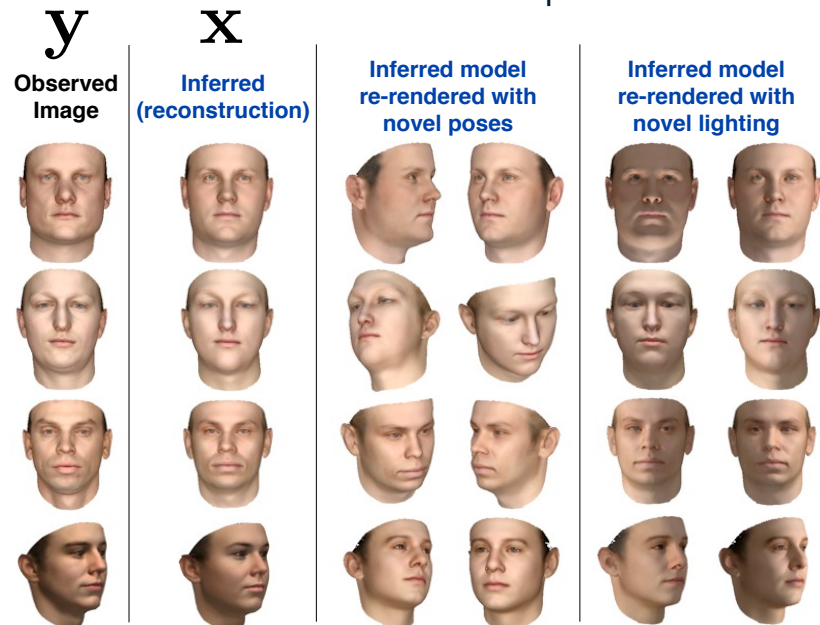 y
x
Observed
Image
Inferred
(reconstruction)
Inferred model
re-rendered with
novel poses
Inferred model
re-rendered with
novel lighting